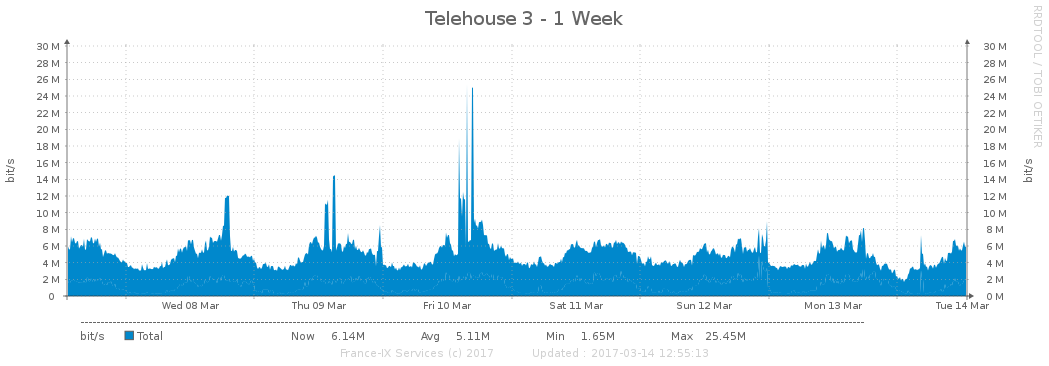 Telehouse 3 - 1 Week
RRDTOOL / TOBI OETIKER
30 M 30 M
28 M 28 M
26 M 26 M
24 M 24 M
22 M 22 M
20 M 20 M
18 M 18 M
16 M 16 M
14 M 14 M
12 M 12 M
10 M 10 M
8 M 8 M
6 M 6 M
4 M 4 M
2 M 2 M
0 0 M
bit/s bit/s
Wed 08 Mar Thu 09 Mar Fri 10 Mar Sat 11 Mar Sun 12 Mar Mon 13 Mar Tue 14 Mar
bit/s Total Now 6.14M Avg 5.11M Min 1.65M Max 25.45M
France-IX Services (c) 2017 Updated : 2017-03-14 12:55:13